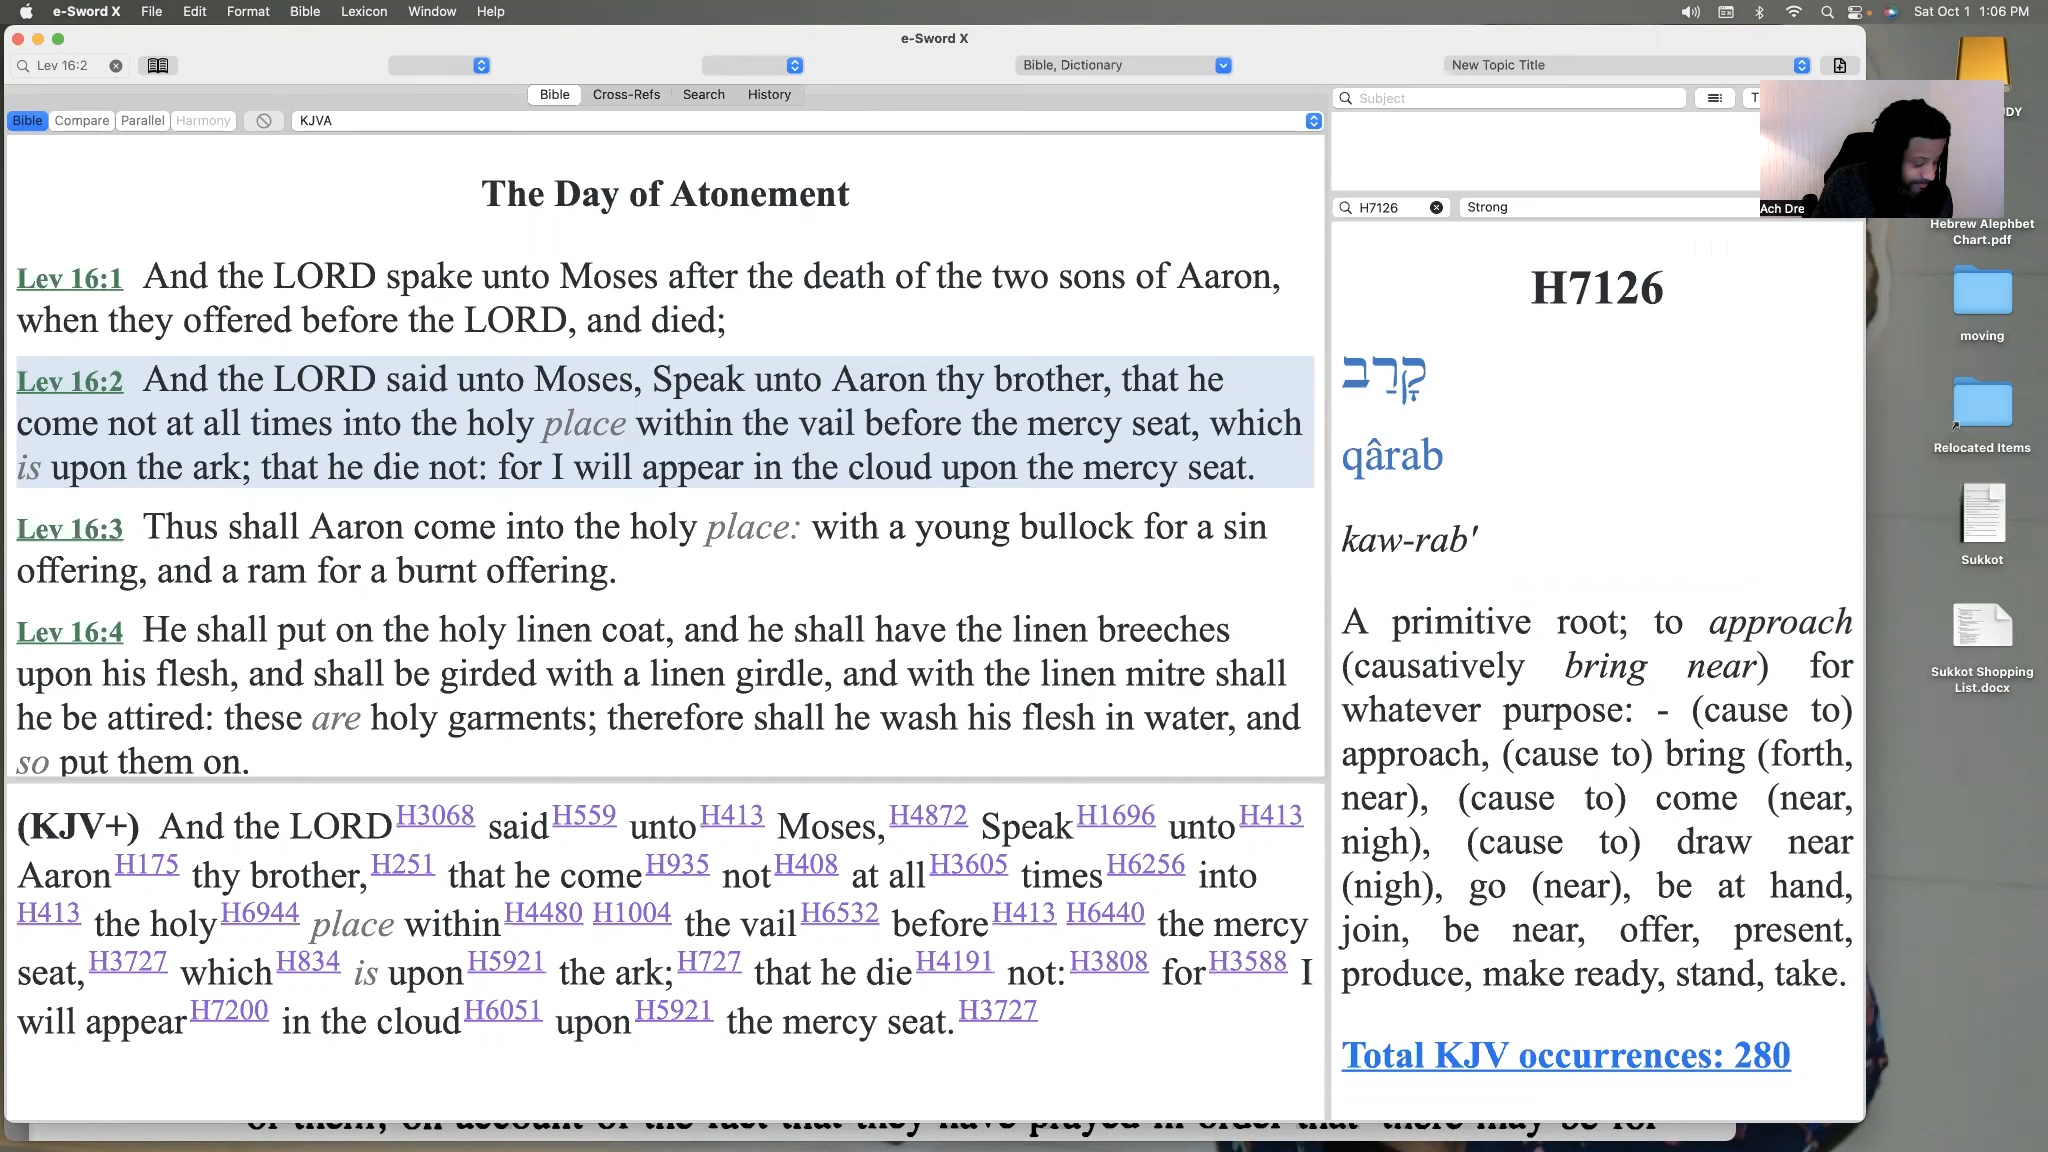 e-Sword X File Edit Format Bible Lexicon Window Help Sat Oct 1 1:06 PM
e-Sword X
Lev 16:2 Bible, Dictionary New Topic Title
Bible Cross-Refs Search History
Subject
Bible Compare Parallel Harmony KJVA
The Day of Atonement
Lev 16:1 And the LORD spake unto Moses after the death of the two sons of Aaron,
when they offered before the LORD, and died;
Lev 16:2 And the LORD said unto Moses, Speak unto Aaron thy brother, that he
come not at all times into the holy place within the vail before the mercy seat, which
is upon the ark; that he die not: for I will appear in the cloud upon the mercy seat.
Lev 16:3 Thus shall Aaron come into the holy place: with a young bullock for a sin
offering, and a ram for a burnt offering.
Lev 16:4 He shall put on the holy linen coat, and he shall have the linen breeches
upon his flesh, and shall be girded with a linen girdle, and with the linen mitre shall
he be attired: these are holy garments; therefore shall he wash his flesh in water, and
so put them on.
(KJV+) And the LORD H3068 said H559 unto H413 Moses, H4872 Speak H1696 unto H413
Aaron H175 thy brother, H251 that he come H935 not H408 at all H3605 times H6256 into
H413 the holy H6944 place within H4480 H1004 the vail H6532 before H413 H6440 the mercy
seat, H3727 which H834 is upon H5921 the ark; H727 that he die H4191 not: H3808 for H3588 I
will appear H7200 in the cloud H6051 upon H5921 the mercy seat. H3727
H7126 Strong
H7126
קָרַב
qârab
kaw-rab'
A primitive root; to approach
(causatively bring near) for
whatever purpose: - (cause to)
approach, (cause to) bring (forth,
near), (cause to) come (near,
nigh), (cause to) draw near
(nigh), go (near), be at hand,
join, be near, offer, present,
produce, make ready, stand, take.
Total KJV occurrences: 280
Ach Dre
Hebrew Alephbet
Chart.pdf
moving
Relocated Items
Sukkot
Sukkot Shopping
List.docx